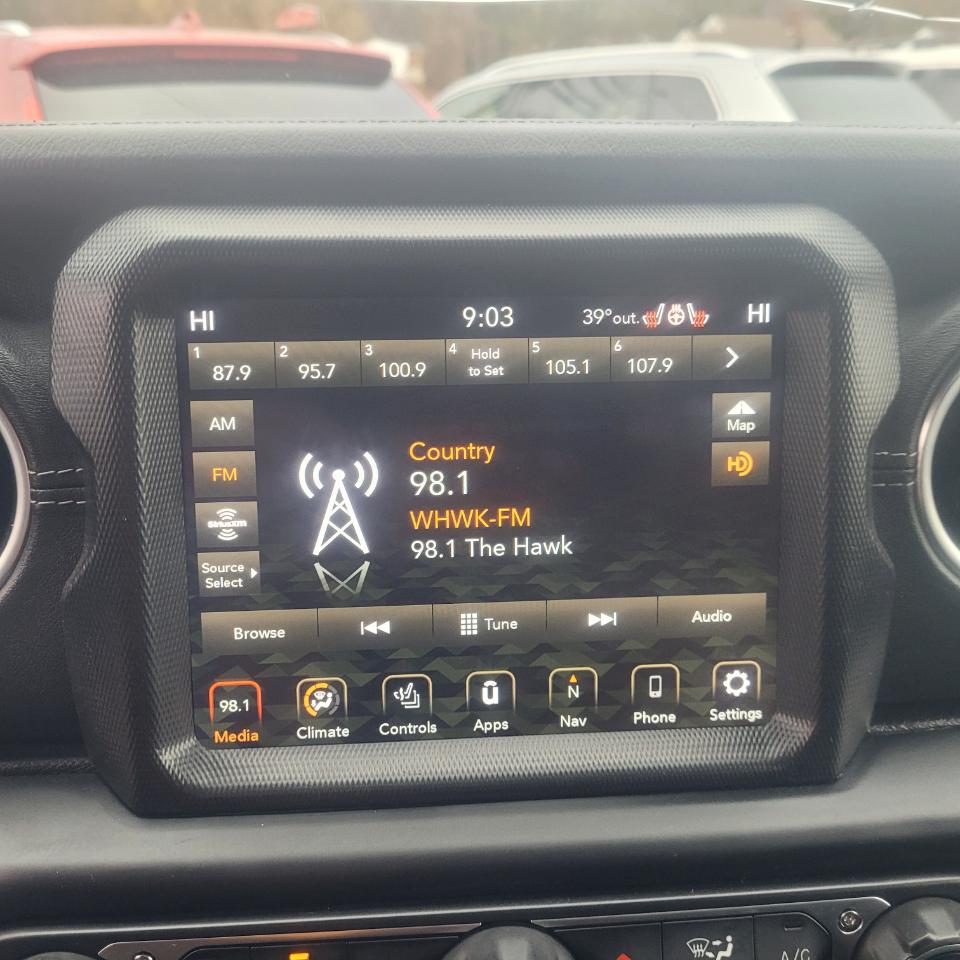 HI 9:03 39°out. HI
1 87.9 2 95.7 3 100.9 4 Hold to Set 5 105.1 6 107.9
AM
FM
SiriusXM
Source
Select
Country
98.1
WHWK-FM
98.1 The Hawk
Map
HD
Browse Tune Audio
98.1 N
Media Climate Controls Apps Nav Phone Settings
A/C